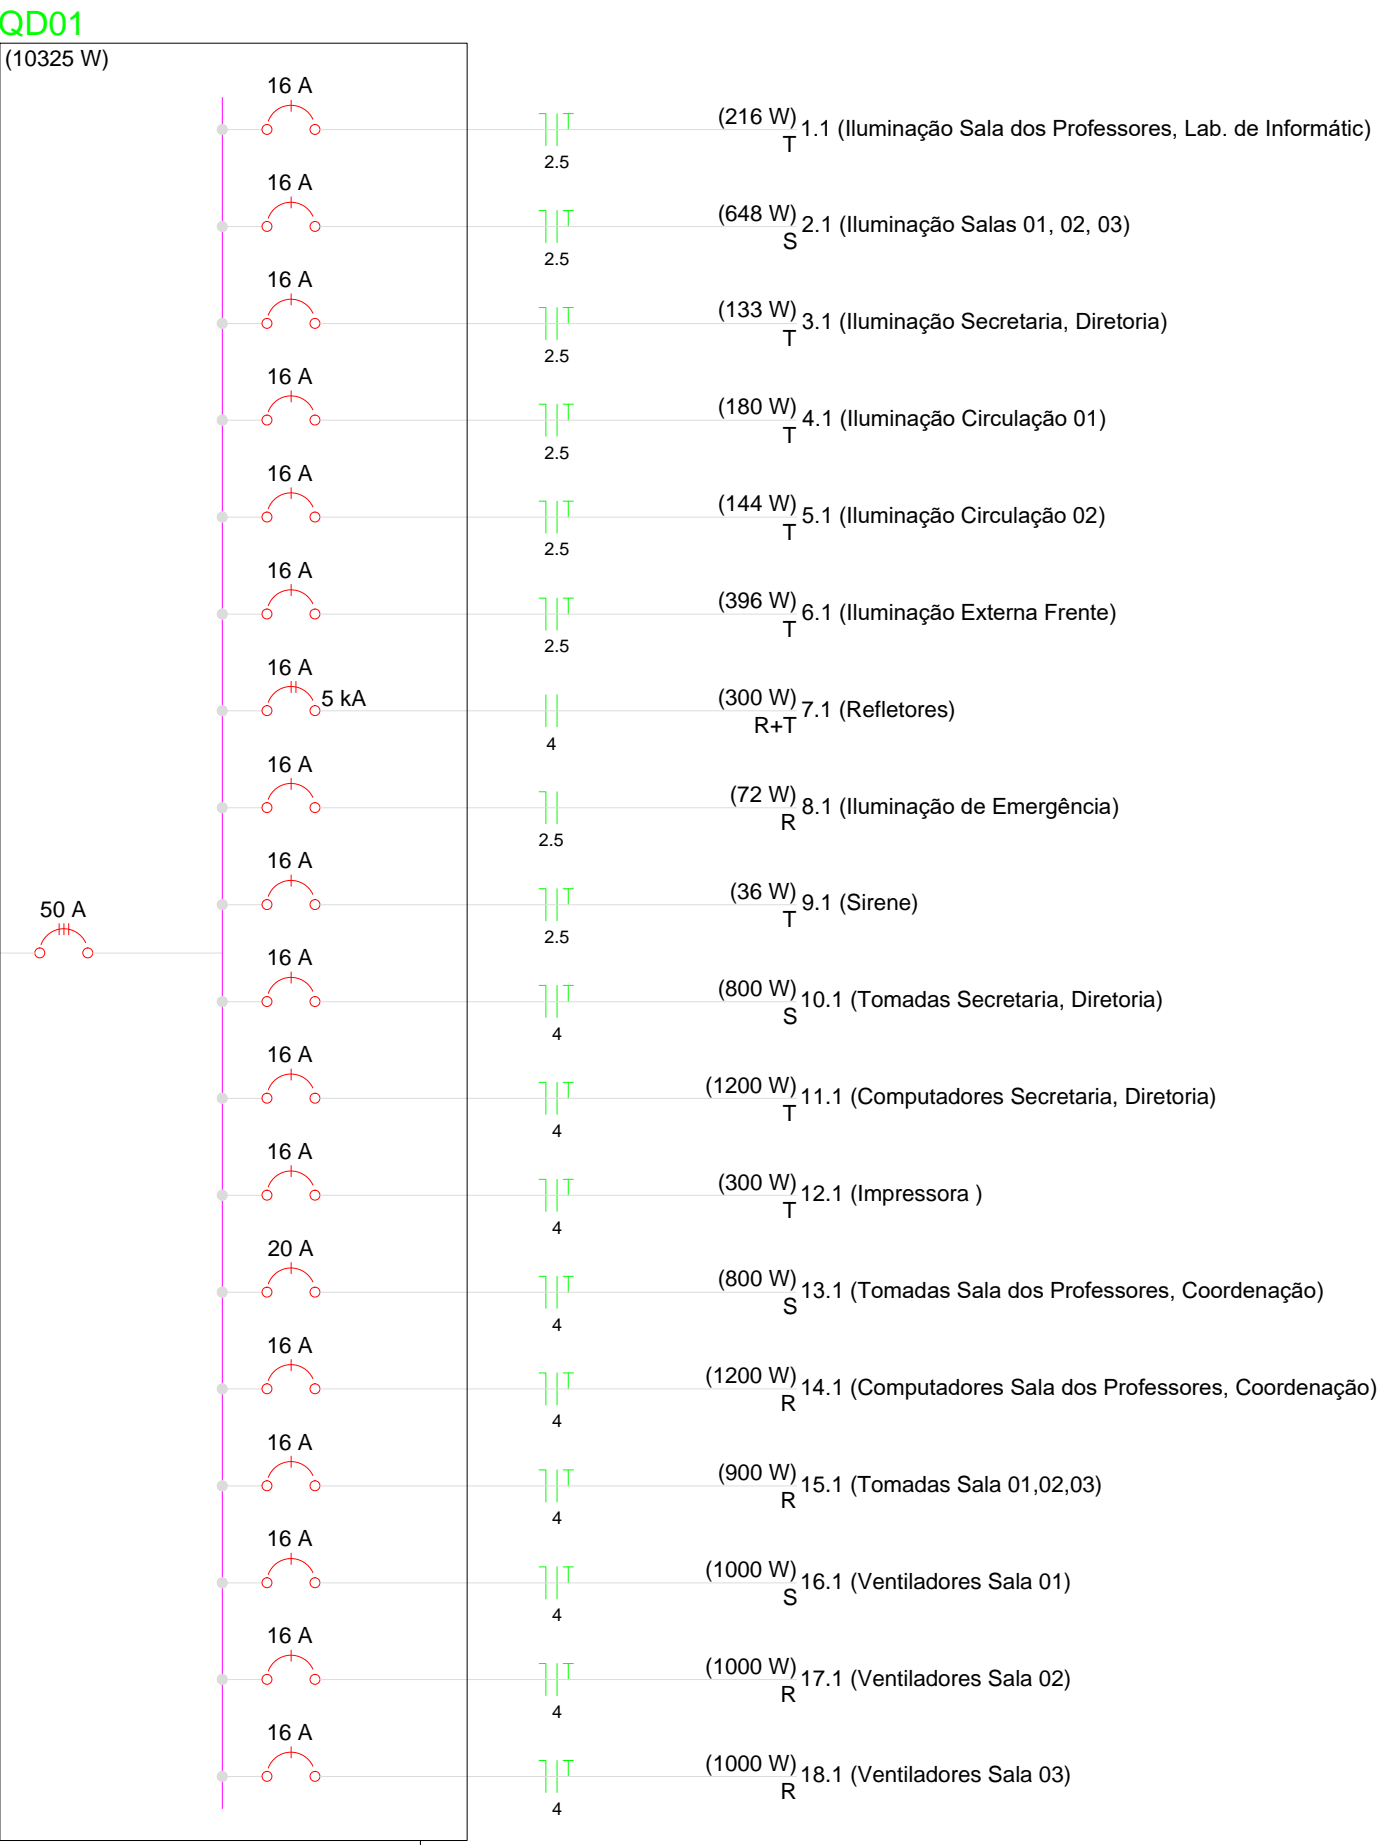 QD01
(10325 W)
50 A
16 A
2.5
(216 W)
T
1.1 (Iluminação Sala dos Professores, Lab. de Informátic)
16 A
2.5
(648 W)
S
2.1 (Iluminação Salas 01, 02, 03)
16 A
2.5
(133 W)
T
3.1 (Iluminação Secretaria, Diretoria)
16 A
2.5
(180 W)
T
4.1 (Iluminação Circulação 01)
16 A
2.5
(144 W)
T
5.1 (Iluminação Circulação 02)
16 A
2.5
(396 W)
T
6.1 (Iluminação Externa Frente)
16 A
5 kA
4
(300 W)
R+T
7.1 (Refletores)
16 A
2.5
(72 W)
R
8.1 (Iluminação de Emergência)
16 A
2.5
(36 W)
T
9.1 (Sirene)
16 A
4
(800 W)
S
10.1 (Tomadas Secretaria, Diretoria)
16 A
4
(1200 W)
T
11.1 (Computadores Secretaria, Diretoria)
16 A
4
(300 W)
T
12.1 (Impressora )
20 A
4
(800 W)
S
13.1 (Tomadas Sala dos Professores, Coordenação)
16 A
4
(1200 W)
R
14.1 (Computadores Sala dos Professores, Coordenação)
16 A
4
(900 W)
R
15.1 (Tomadas Sala 01,02,03)
16 A
4
(1000 W)
S
16.1 (Ventiladores Sala 01)
16 A
4
(1000 W)
R
17.1 (Ventiladores Sala 02)
16 A
4
(1000 W)
R
18.1 (Ventiladores Sala 03)